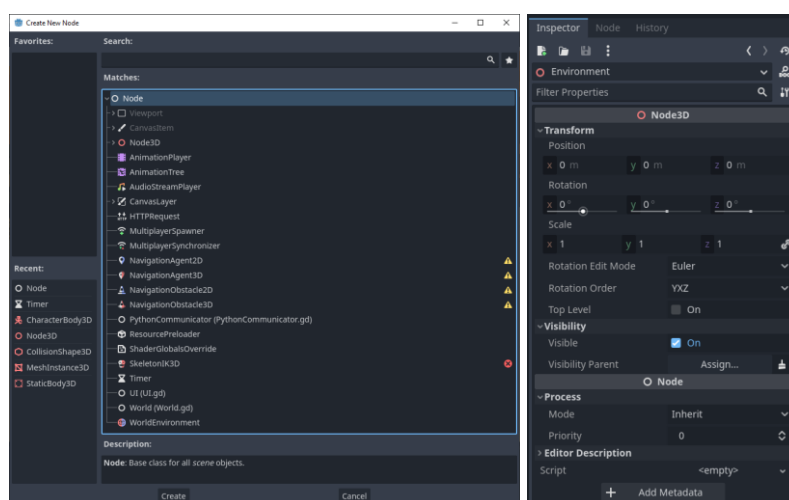 Create New Node
Favorites:
Search:
Matches:
Node
Viewport
CanvasItem
Node3D
AnimationPlayer
AnimationTree
AudioStreamPlayer
CanvasLayer
HTTPRequest
MultiplayerSpawner
MultiplayerSynchronizer
NavigationAgent2D
NavigationAgent3D
NavigationObstacle2D
NavigationObstacle3D
PythonCommunicator (PythonCommunicator.gd)
ResourcePreloader
ShaderGlobalsOverride
SkeletonIK3D
Timer
UI (UI.gd)
World (World.gd)
WorldEnvironment
Recent:
Node
Timer
CharacterBody3D
Node3D
CollisionShape3D
MeshInstance3D
StaticBody3D
Description:
Node: Base class for all scene objects.
Create Cancel
Inspector Node History
Environment
Filter Properties
Node3D
Transform
Position
x 0 m y 0 m z 0 m
Rotation
x 0 ° y 0 ° z 0 °
Scale
x 1 y 1 z 1
Rotation Edit Mode Euler
Rotation Order YXZ
Top Level On
Visibility
Visible On
Visibility Parent Assign...
Node
Process
Mode Inherit
Priority 0
Editor Description
Script <empty>
+ Add Metadata